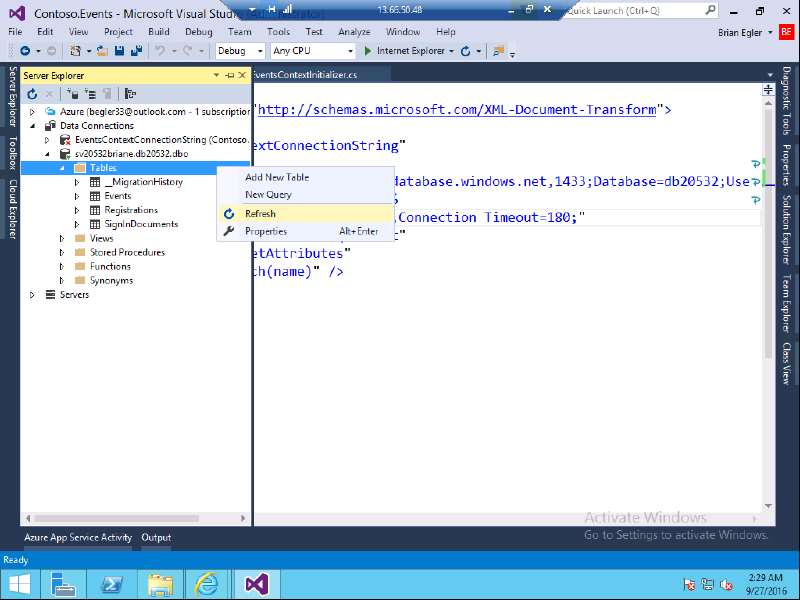 Contoso.Events - Microsoft Visual Stu
13.66.50.48
Quick Launch (Ctrl+Q)
File Edit View Project Build Debug Team Tools Test Analyze Window Help
Brian Egler BE
Debug Any CPU Internet Explorer
Server Explorer
EventsContextInitializer.cs
Azure (begler33@outlook.com - 1 subscription
Data Connections
EventsContextConnectionString (Contoso.
sv20532briane.db20532.dbo
Tables
__MigrationHistory
Events
Registrations
SignInDocuments
Views
Stored Procedures
Functions
Synonyms
Servers
Add New Table
New Query
Refresh
Properties Alt+Enter
"http://schemas.microsoft.com/XML-Document-Transform">
extConnectionString"
database.windows.net,1433;Database=db20532;Use
;Connection Timeout=180;"
etAttributes"
ch(name)" />
Server Explorer
Toolbox
Cloud Explorer
Diagnostic Tools
Properties
Solution Explorer
Team Explorer
Class View
Activate Windows
Go to Settings to activate Windows.
Azure App Service Activity Output
Ready
2:29 AM
9/27/2016